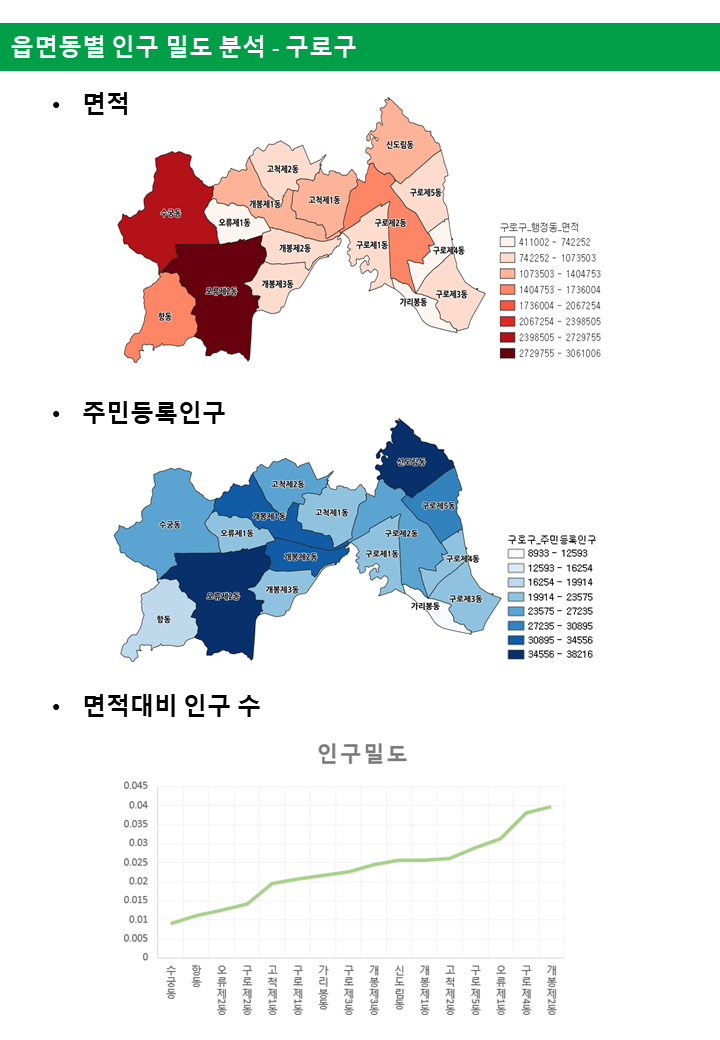 읍면동별 인구 밀도 분석 - 구로구
• 면적
신도림동
고척제2동
구로제5동
수궁동
개봉제1동
고척제1동
오류제1동
구로제2동
개봉제2동
구로제1동
구로제4동
개봉제3동
오류제2동
구로제3동
가리봉동
항동
구로구_행정동_면적
411002 - 742252
742252 - 1073503
1073503 - 1404753
1404753 - 1736004
1736004 - 2067254
2067254 - 2398505
2398505 - 2729755
2729755 - 3061006
• 주민등록인구
신도림동
고척제2동
구로제5동
수궁동
개봉제1동
고척제1동
오류제1동
구로제2동
개봉제2동
구로제1동
구로제4동
개봉제3동
오류제2동
구로제3동
가리봉동
항동
구로구_주민등록인구
8933 - 12593
12593 - 16254
16254 - 19914
19914 - 23575
23575 - 27235
27235 - 30895
30895 - 34556
34556 - 38216
• 면적대비 인구 수
인구밀도
0.045
0.04
0.035
0.03
0.025
0.02
0.015
0.01
0.005
0
수궁동
항동
오류제2동
구로제2동
고척제1동
구로제1동
가리봉동
구로제3동
개봉제3동
신도림동
개봉제1동
고척제2동
구로제5동
오류제1동
구로제4동
개봉제2동